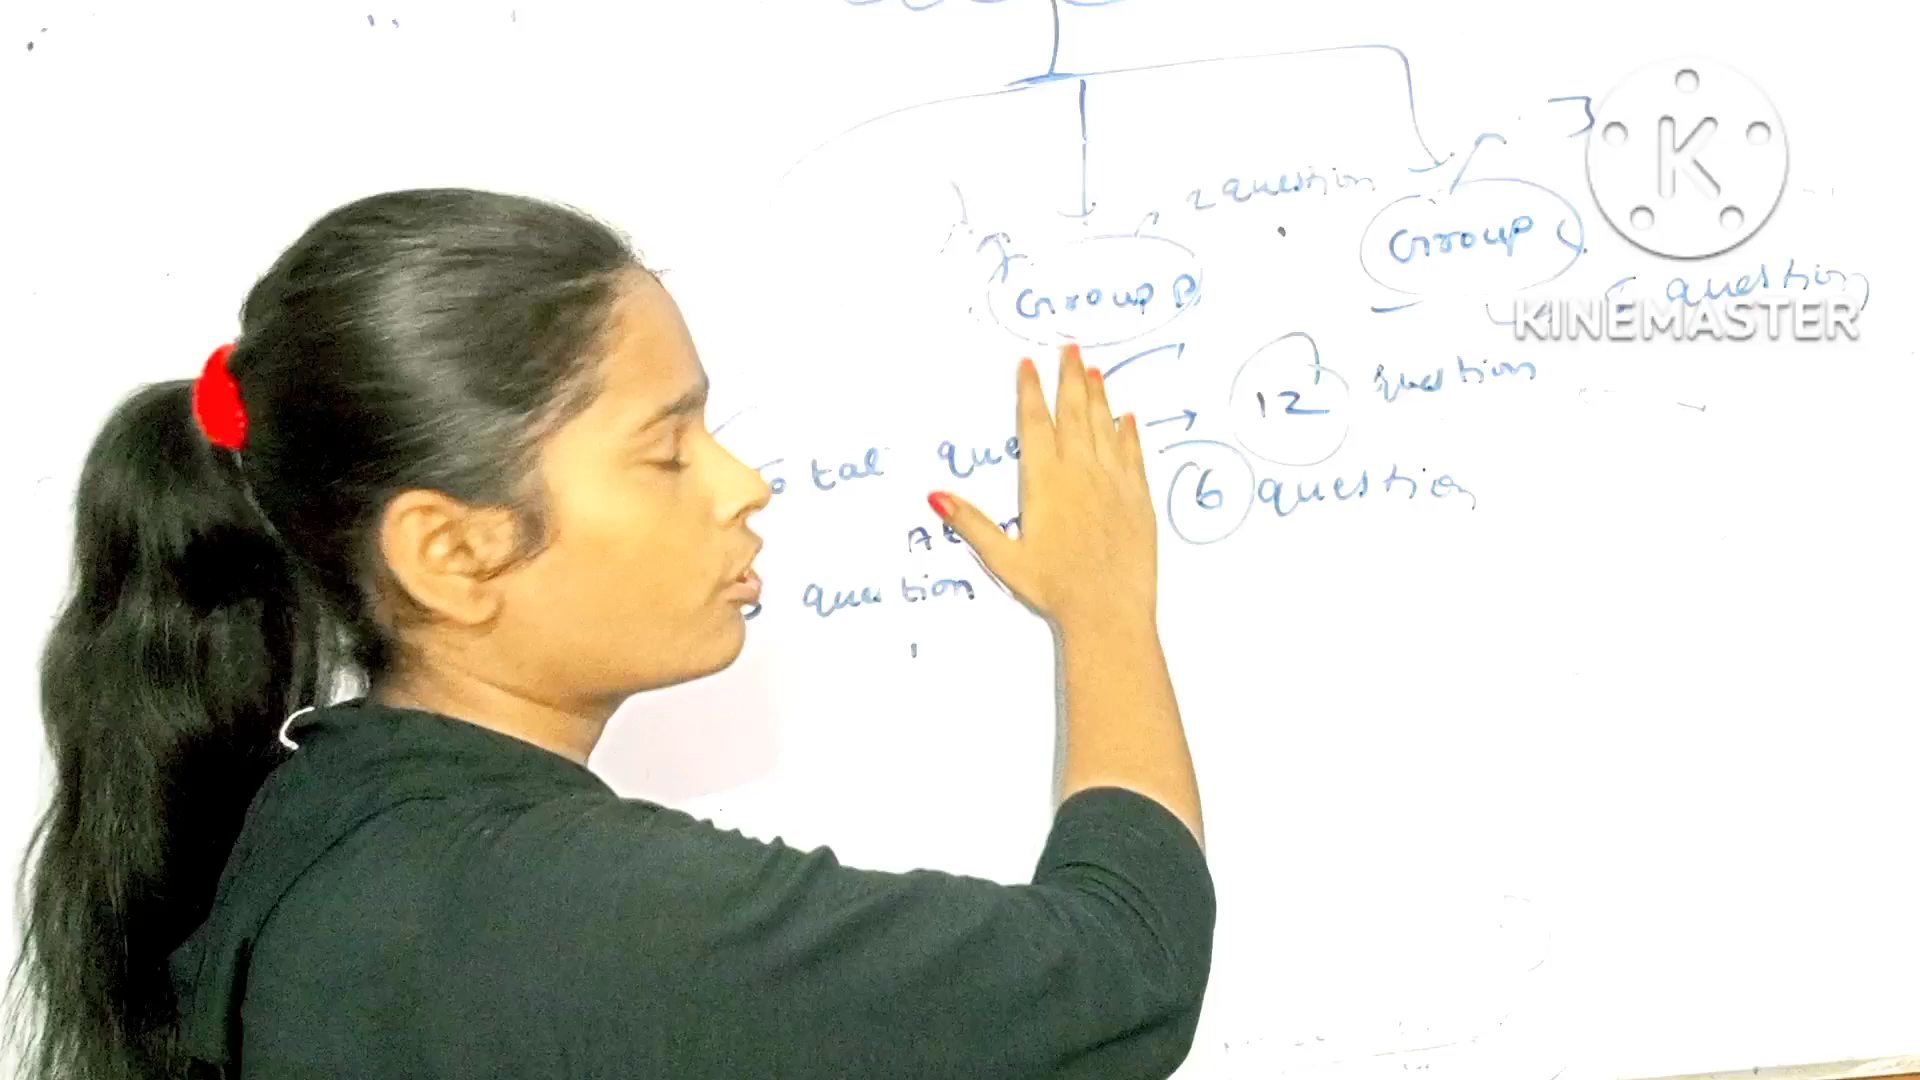 2 question
Group
Group B
question
KINEMASTER
12 question
total que
6 question
question